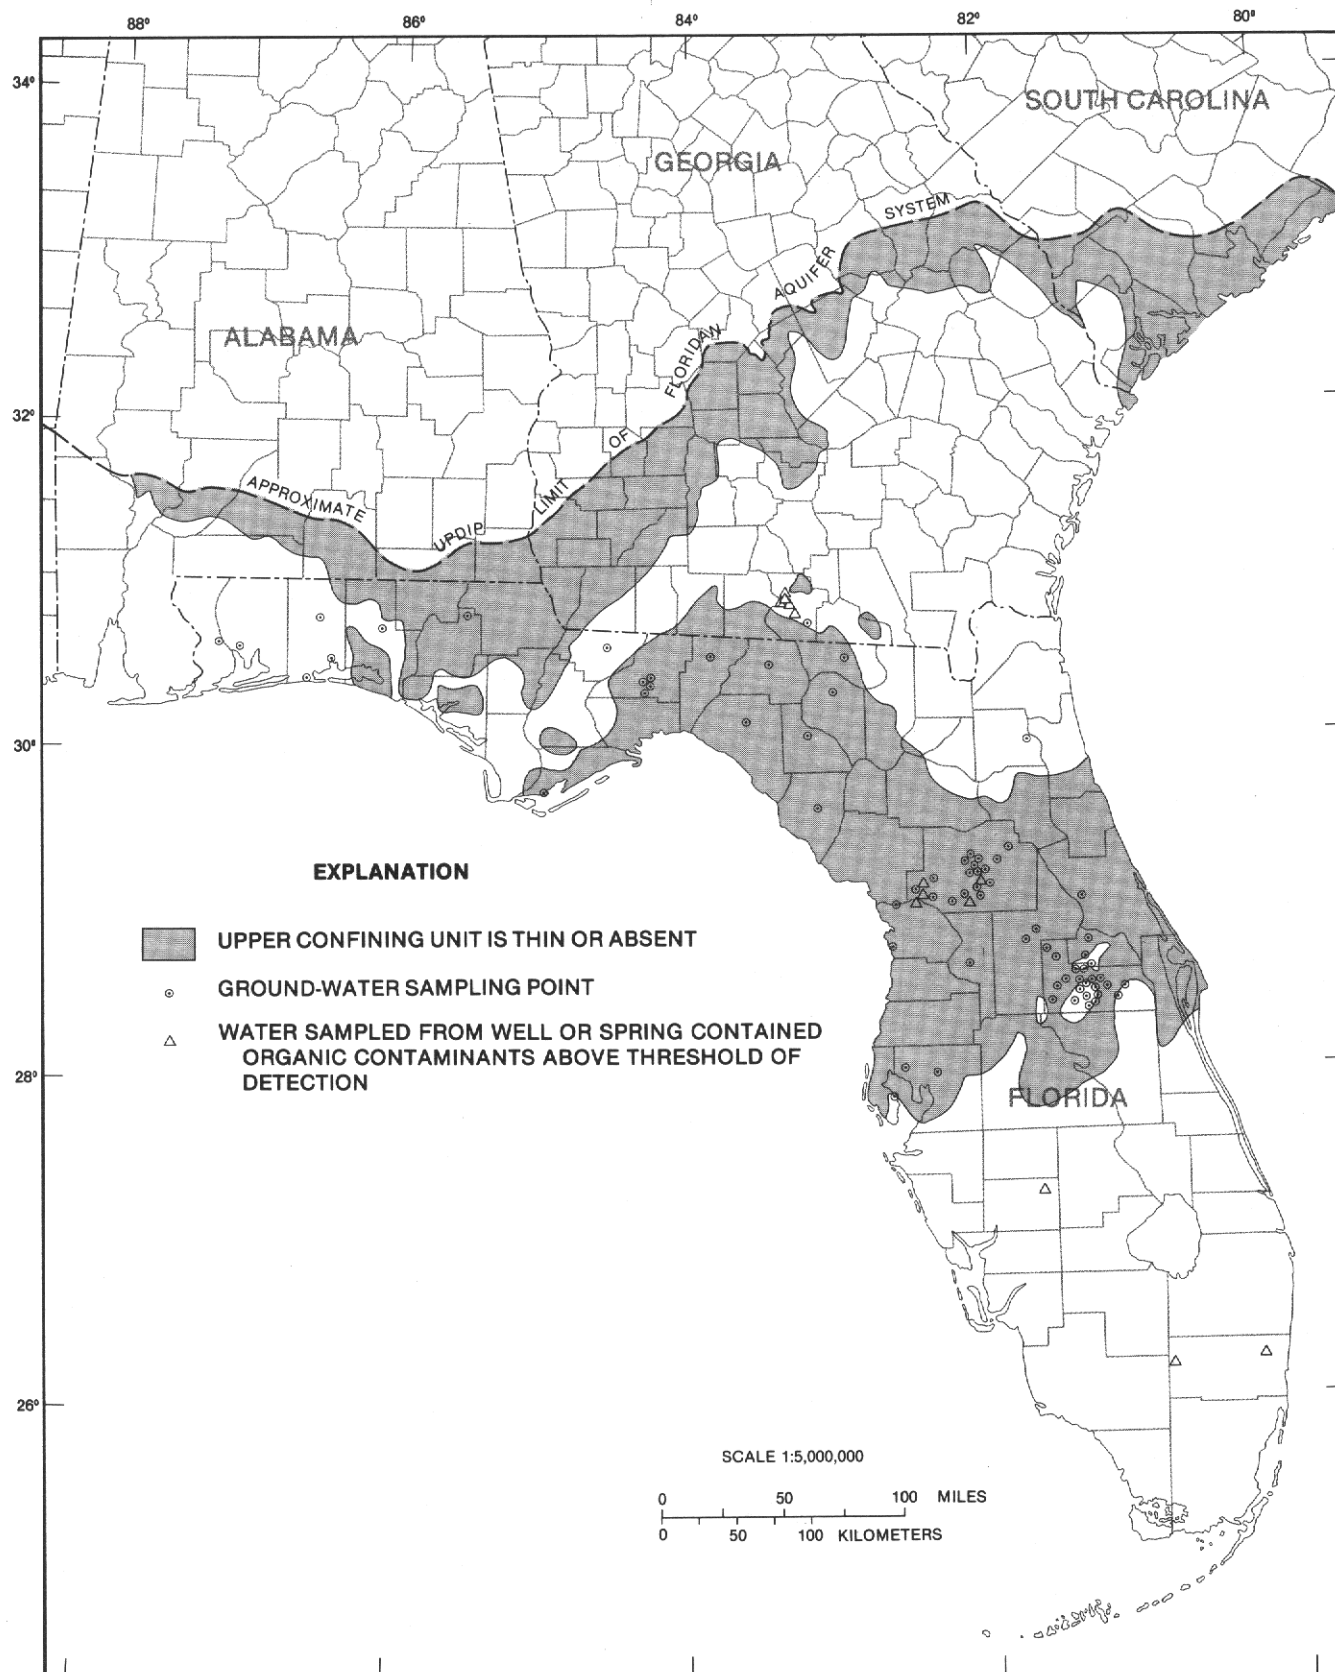 88° 86° 84° 82° 80°
34°
SOUTH CAROLINA
GEORGIA
SYSTEM
AQUIFER
ALABAMA
FLORIDAN
32°
OF
LIMIT
APPROXIMATE
UPDIP
30°
EXPLANATION
UPPER CONFINING UNIT IS THIN OR ABSENT
GROUND-WATER SAMPLING POINT
WATER SAMPLED FROM WELL OR SPRING CONTAINED
ORGANIC CONTAMINANTS ABOVE THRESHOLD OF
DETECTION
28°
FLORIDA
26°
SCALE 1:5,000,000
0 50 100 MILES
0 50 100 KILOMETERS